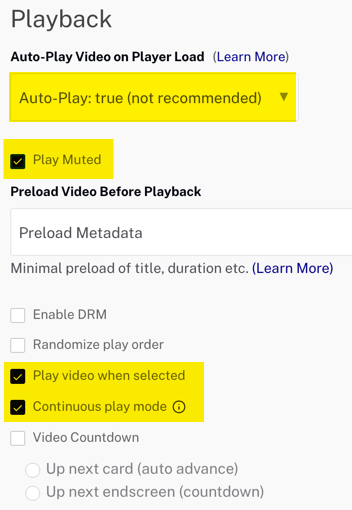 Playback
Auto-Play Video on Player Load (Learn More)
Auto-Play: true (not recommended)
Play Muted
Preload Video Before Playback
Preload Metadata
Minimal preload of title, duration etc. (Learn More)
Enable DRM
Randomize play order
Play video when selected
Continuous play mode
Video Countdown
Up next card (auto advance)
Up next endscreen (countdown)